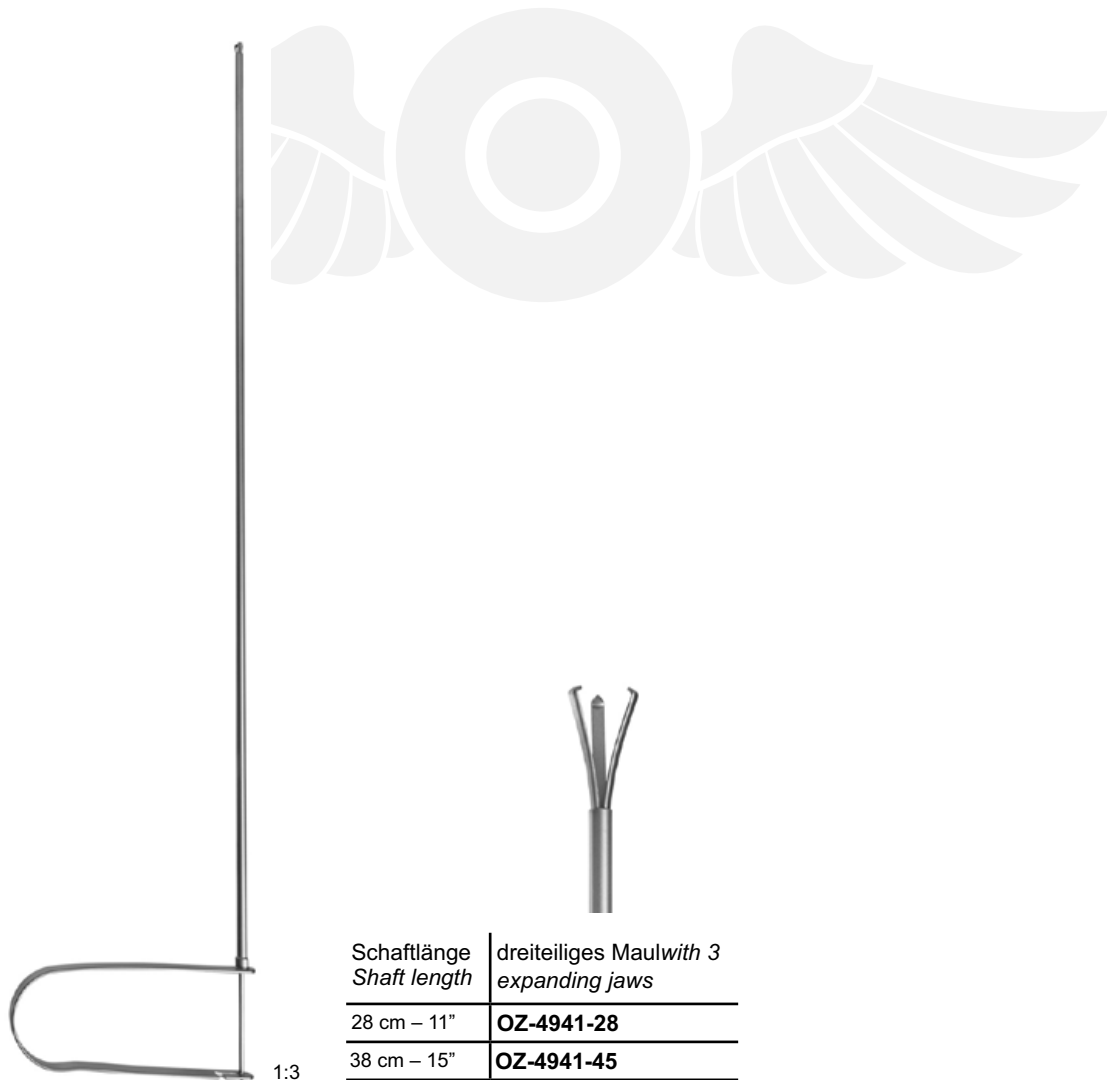 Schaftlänge
Shaft length
dreiteiliges Maulwith 3
expanding jaws
28 cm – 11”
OZ-4941-28
38 cm – 15”
OZ-4941-45
1:3